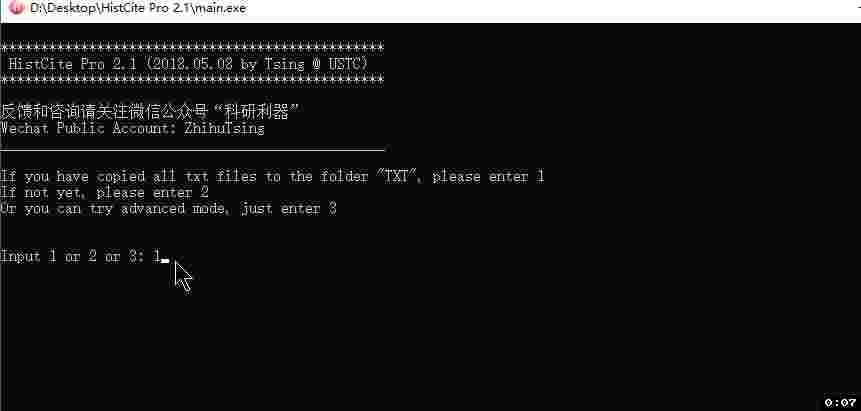 D:\Desktop\HistCite Pro 2.1\main.exe
************************************************
HistCite Pro 2.1 (2018.05.08 by Tsing @ USTC)
************************************************
反馈和咨询请关注微信公众号“科研利器”
Wechat Public Account: ZhihuTsing
________________________________________________
If you have copied all txt files to the folder "TXT", please enter 1
If not yet, please enter 2
Or you can try advanced mode, just enter 3
Input 1 or 2 or 3: 1
0:07